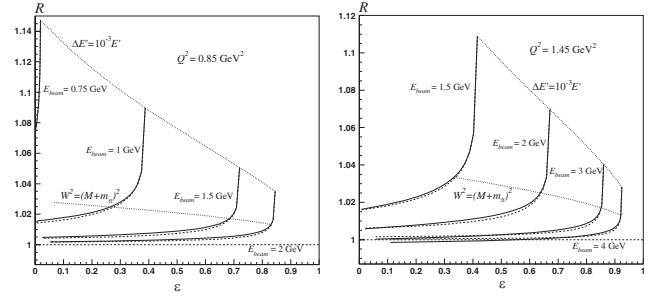 R
1.14
1.12
1.1
1.08
1.06
1.04
1.02
1
0
0.1
0.2
0.3
0.4
0.5
0.6
0.7
0.8
0.9
1
ε
ΔE'=10⁻³E'
Q² = 0.85 GeV²
E_beam = 0.75 GeV
E_beam = 1 GeV
W²=(M+m_π)²
E_beam = 1.5 GeV
E_beam = 2 GeV
R
1.12
1.1
1.08
1.06
1.04
1.02
1
0
0.1
0.2
0.3
0.4
0.5
0.6
0.7
0.8
0.9
1
ε
Q² = 1.45 GeV²
E_beam = 1.5 GeV
ΔE'=10⁻³E'
E_beam = 2 GeV
E_beam = 3 GeV
W²=(M+m_π)²
E_beam = 4 GeV